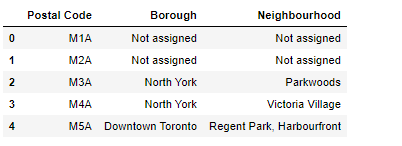 Postal Code Borough Neighbourhood
0 M1A Not assigned Not assigned
1 M2A Not assigned Not assigned
2 M3A North York Parkwoods
3 M4A North York Victoria Village
4 M5A Downtown Toronto Regent Park, Harbourfront